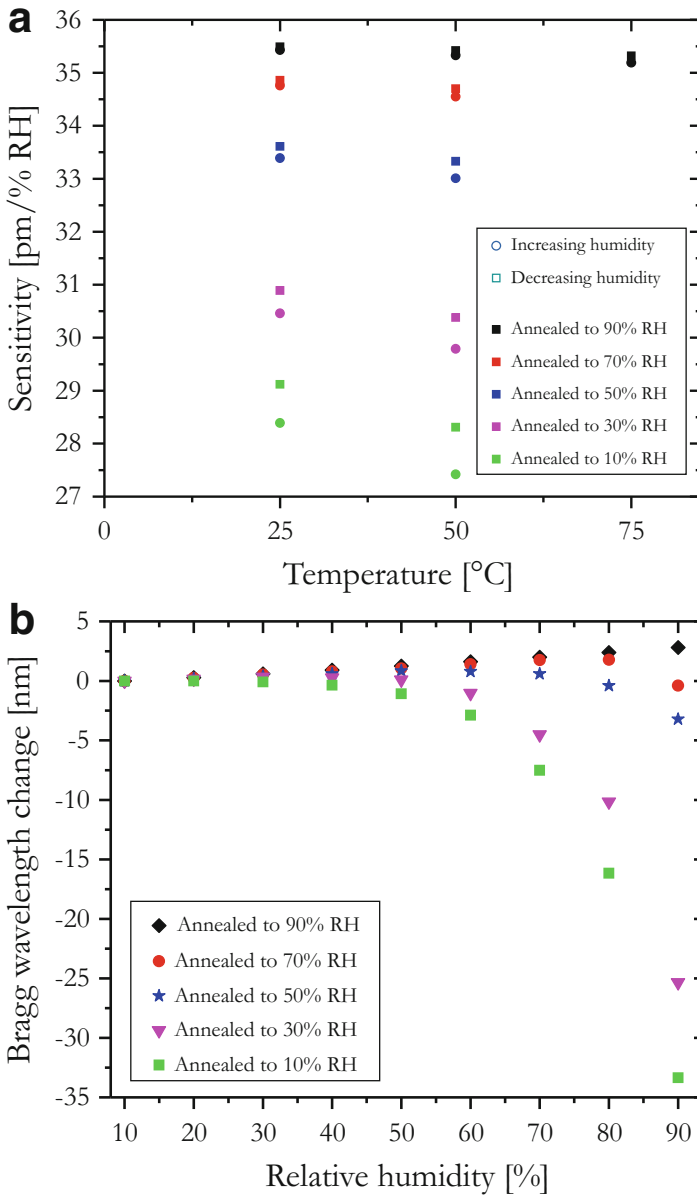 a
36
35
34
33
32
31
30
29
28
27
Sensitivity [pm/% RH]
Increasing humidity
Decreasing humidity
Annealed to 90% RH
Annealed to 70% RH
Annealed to 50% RH
Annealed to 30% RH
Annealed to 10% RH
0 25 50 75
Temperature [°C]
b
5
0
-5
-10
-15
-20
-25
-30
-35
Bragg wavelength change [nm]
Annealed to 90% RH
Annealed to 70% RH
Annealed to 50% RH
Annealed to 30% RH
Annealed to 10% RH
10 20 30 40 50 60 70 80 90
Relative humidity [%]